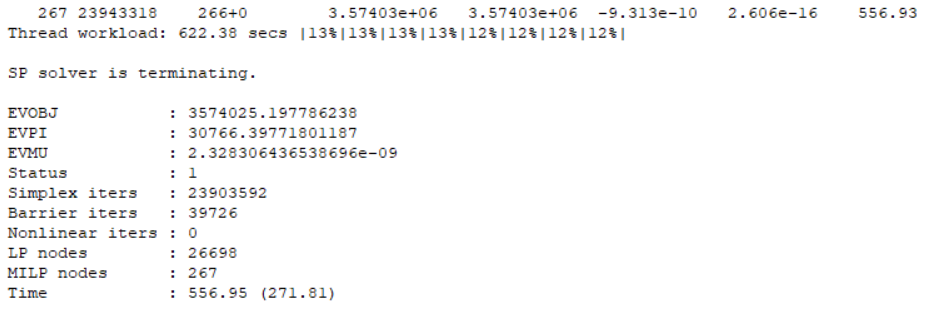 267 23943318    266+0          3.57403e+06   3.57403e+06  -9.313e-10   2.606e-16    556.93
Thread workload: 622.38 secs |13%|13%|13%|13%|12%|12%|12%|12%|
SP solver is terminating.
EVOBJ           : 3574025.197786238
EVPI            : 30766.39771801187
EVMU            : 2.328306436538696e-09
Status          : 1
Simplex iters   : 23903592
Barrier iters   : 39726
Nonlinear iters : 0
LP nodes        : 26698
MILP nodes      : 267
Time            : 556.95 (271.81)